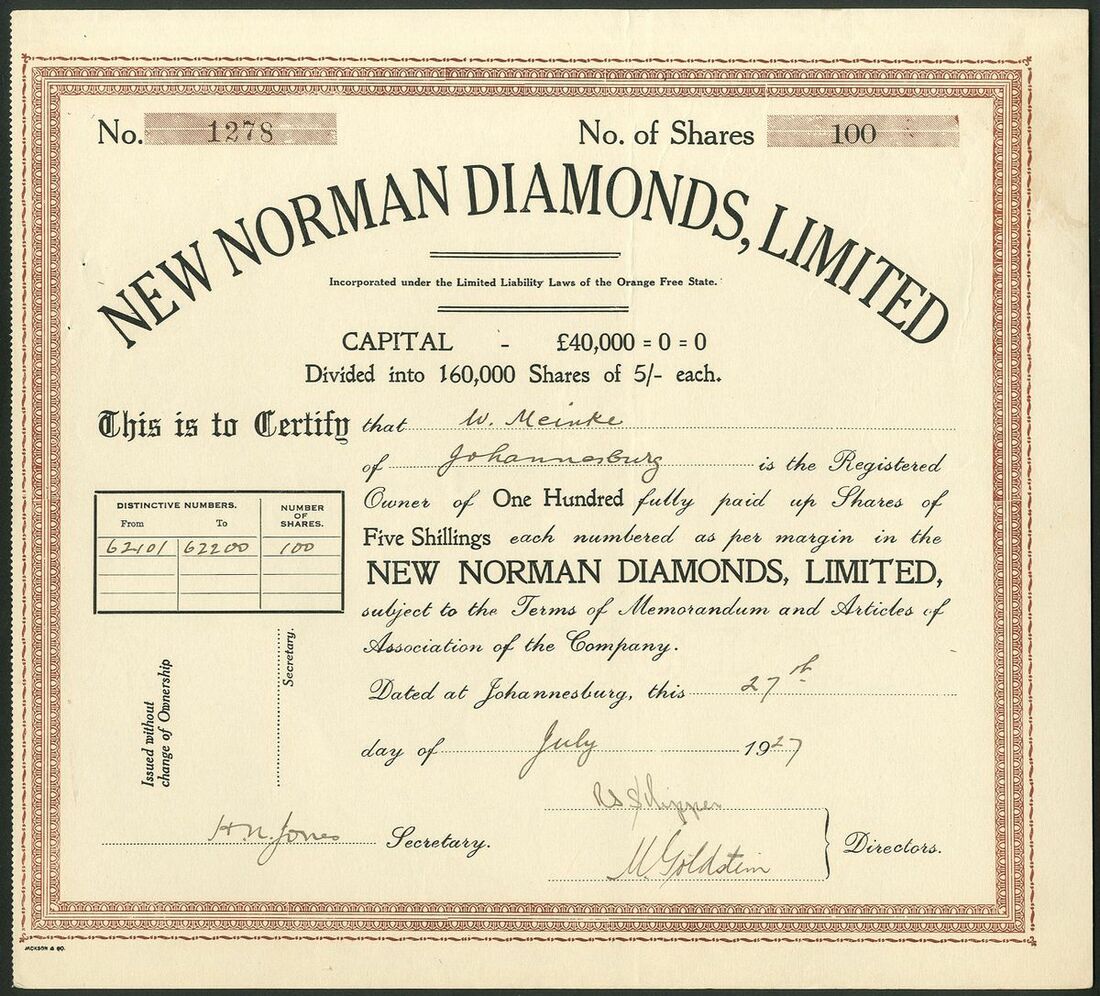 No. 1278 No. of Shares 100
NEW NORMAN DIAMONDS, LIMITED
Incorporated under the Limited Liability Laws of the Orange Free State.
CAPITAL - £40,000 = 0 = 0
Divided into 160,000 Shares of 5/- each.
This is to Certify that W. Meinke
of Johannesburg is the Registered
Owner of One Hundred fully paid up Shares of
Five Shillings each numbered as per margin in the
NEW NORMAN DIAMONDS, LIMITED,
subject to the Terms of Memorandum and Articles of
Association of the Company.
DISTINCTIVE NUMBERS. NUMBER OF SHARES.
From To
62101 62200 100
Issued without
change of Ownership
Secretary.
Dated at Johannesburg, this 27th
day of July 1927
H.N. Jones Secretary.
M. Goldstein Directors.
JACKSON & CO.